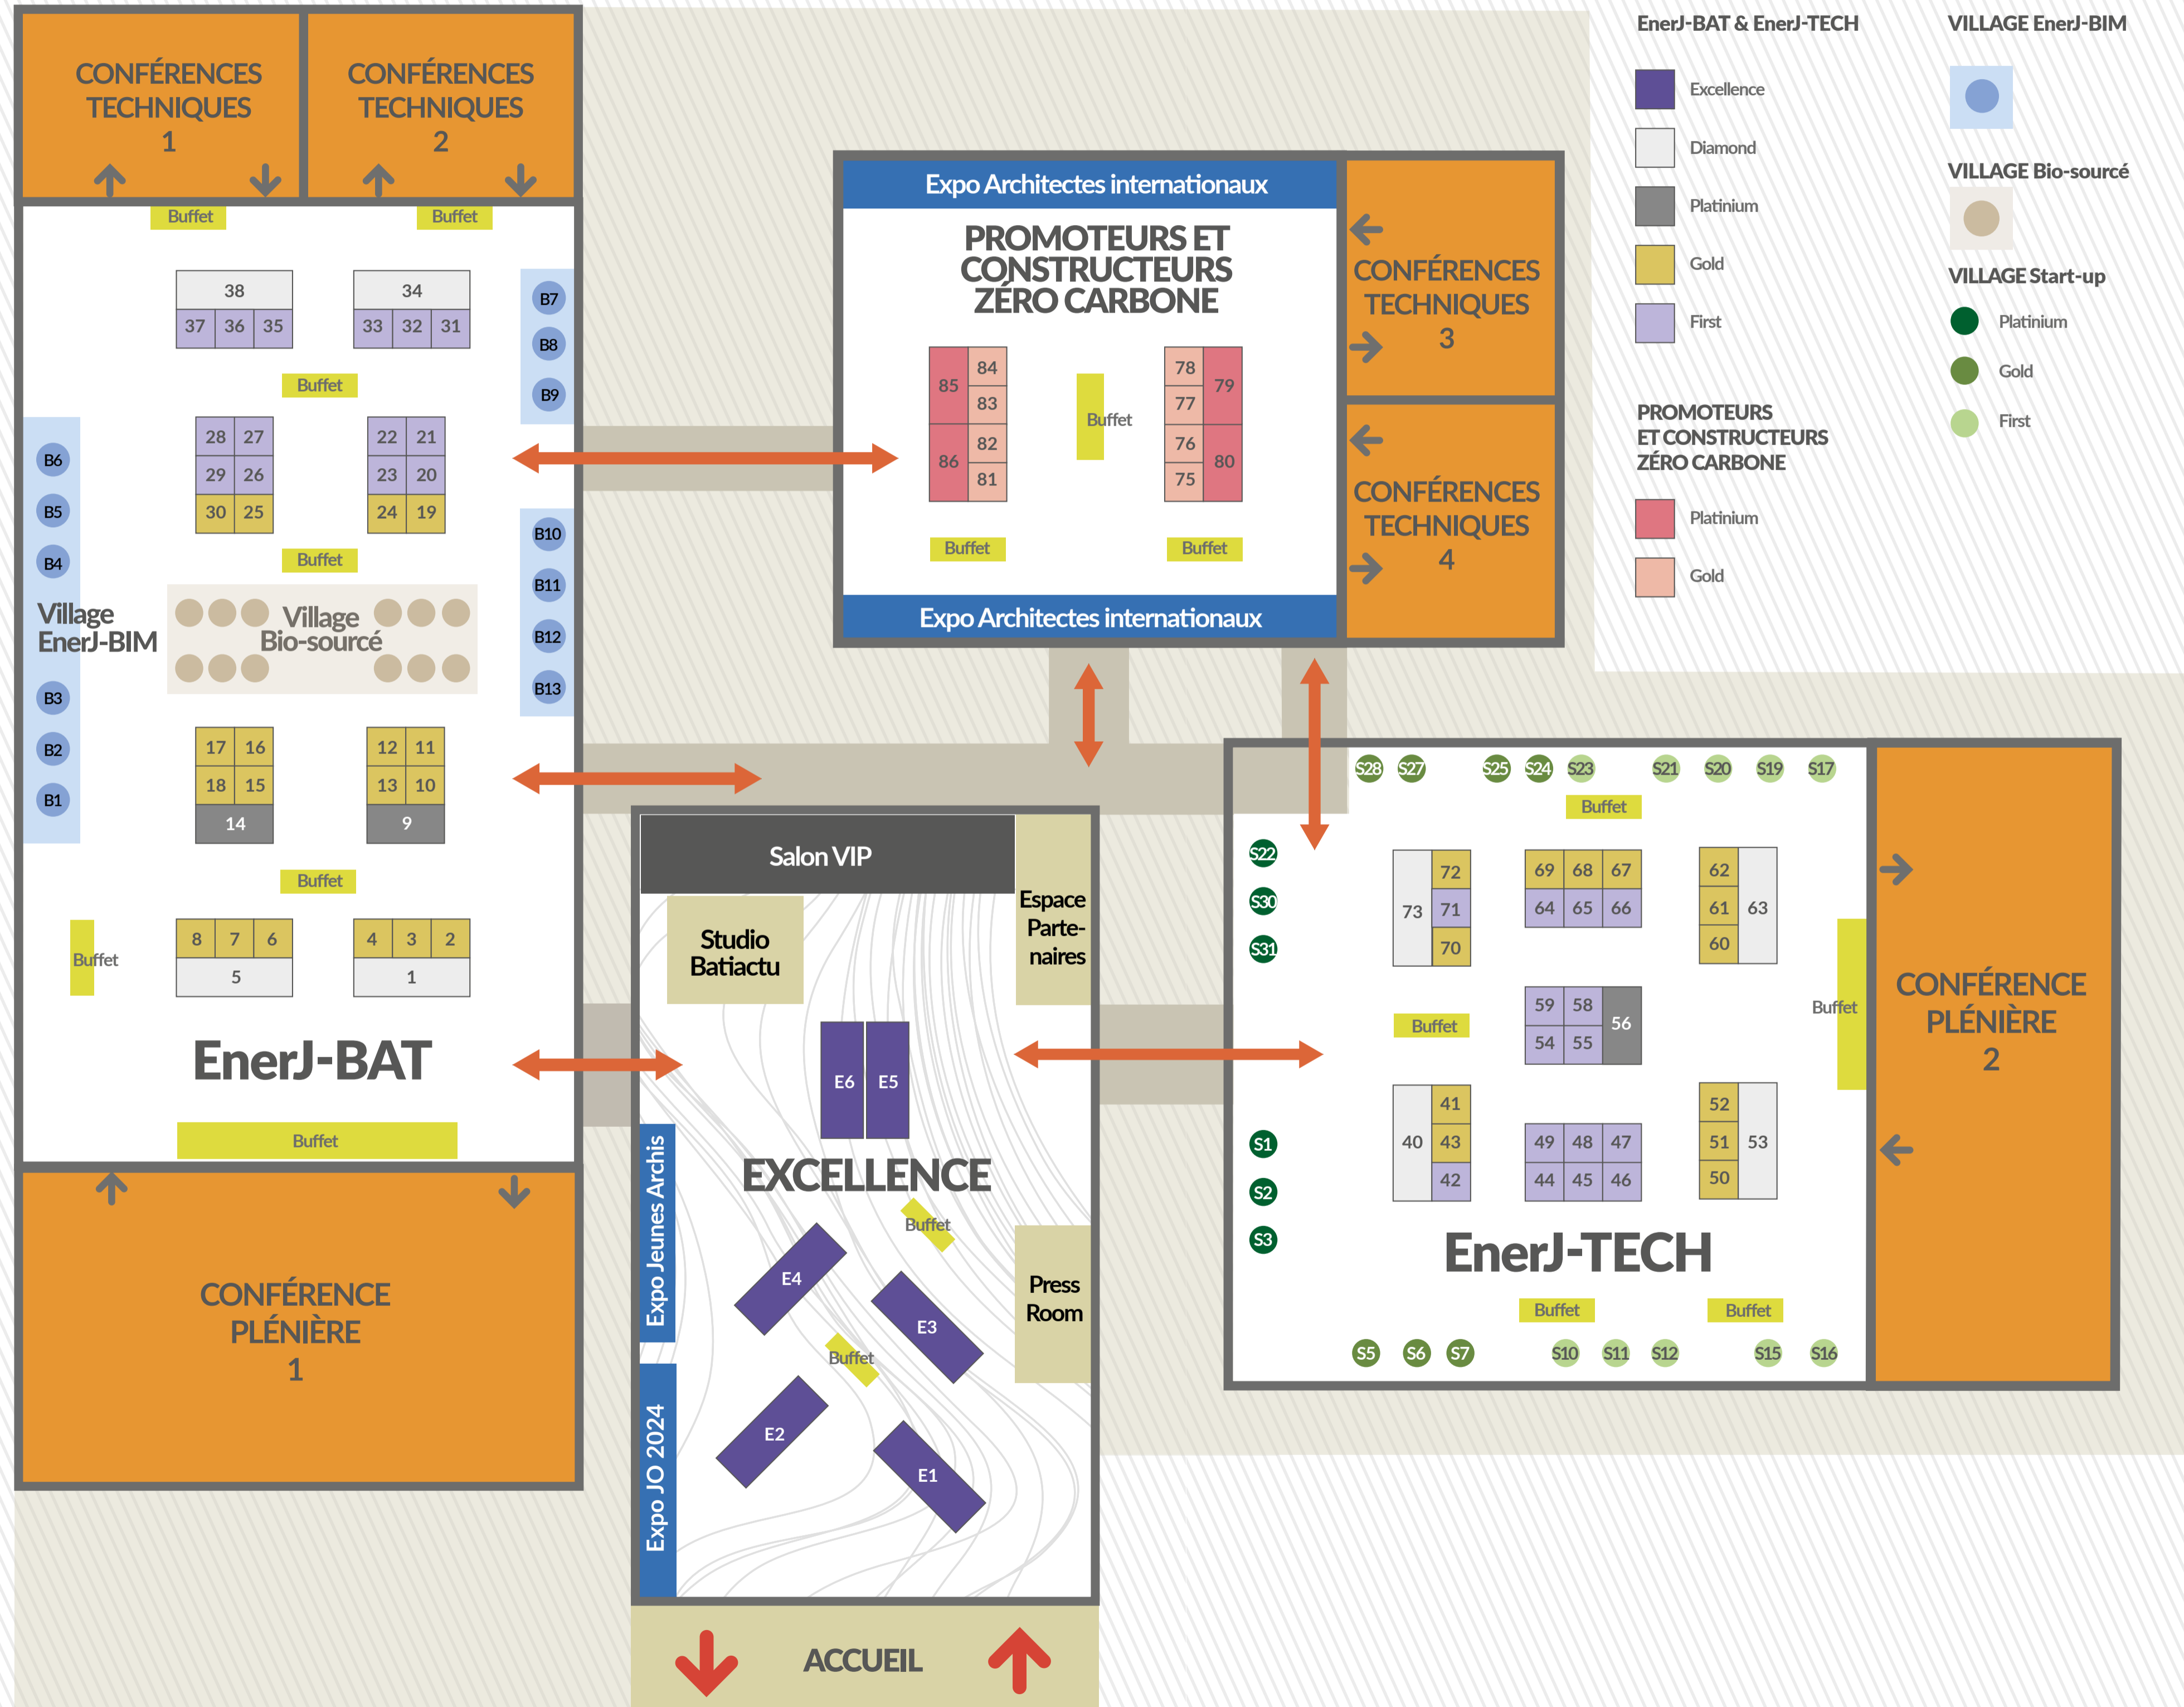 CONFÉRENCES
TECHNIQUES
1
CONFÉRENCES
TECHNIQUES
2
Buffet
Buffet
38
37 36 35
34
33 32 31
B7
B8
B9
Buffet
28 27
29 26
30 25
22 21
23 20
24 19
B6
B5
B4
Buffet
B10
B11
B12
B13
Village
EnerJ-BIM
Village
Bio-sourcé
B3
B2
B1
17 16
18 15
14
12 11
13 10
9
Buffet
Buffet
8 7 6
5
4 3 2
1
EnerJ-BAT
Buffet
CONFÉRENCE
PLÉNIÈRE
1
Expo Architectes internationaux
PROMOTEURS ET
CONSTRUCTEURS
ZÉRO CARBONE
85
86
84
83
82
81
Buffet
78
77
76
75
79
80
Buffet
Buffet
Expo Architectes internationaux
CONFÉRENCES
TECHNIQUES
3
CONFÉRENCES
TECHNIQUES
4
Salon VIP
Studio
Batiactu
Espace
Parte-
naires
E6 E5
EXCELLENCE
Expo Jeunes Archis
Expo JO 2024
Buffet
E4
E3
Buffet
E2
E1
Press
Room
ACCUEIL
S28 S27 S25 S24 S23 S21 S20 S19 S17
Buffet
S22
S30
S31
73
72
71
70
69 68 67
64 65 66
62
61
60
63
Buffet
59 58
54 55
56
Buffet
S1
S2
S3
40
41
43
42
49 48 47
44 45 46
52
51
50
53
EnerJ-TECH
Buffet
Buffet
S5 S6 S7 S10 S11 S12 S15 S16
CONFÉRENCE
PLÉNIÈRE
2
EnerJ-BAT & EnerJ-TECH
Excellence
Diamond
Platinium
Gold
First
PROMOTEURS
ET CONSTRUCTEURS
ZÉRO CARBONE
Platinium
Gold
VILLAGE EnerJ-BIM
VILLAGE Bio-sourcé
VILLAGE Start-up
Platinium
Gold
First